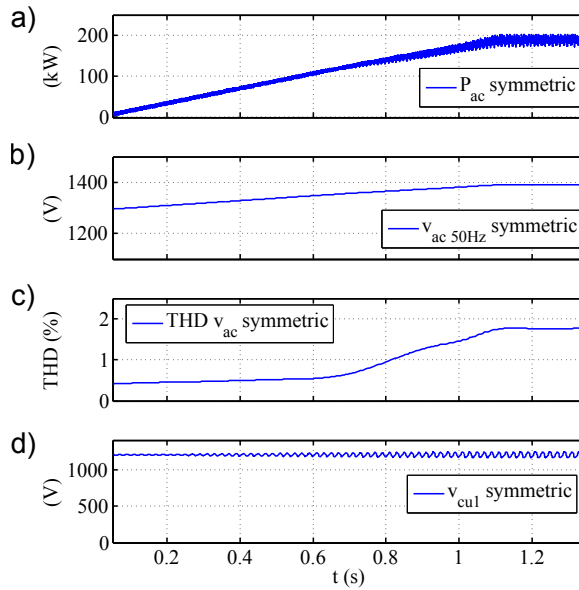 a)
200
100
0
(kW)
P_ac symmetric
b)
1400
1200
(V)
v_ac 50Hz symmetric
c)
2
1
0
THD (%)
THD v_ac symmetric
d)
1000
500
0
(V)
v_cu1 symmetric
0.2 0.4 0.6 0.8 1 1.2
t (s)